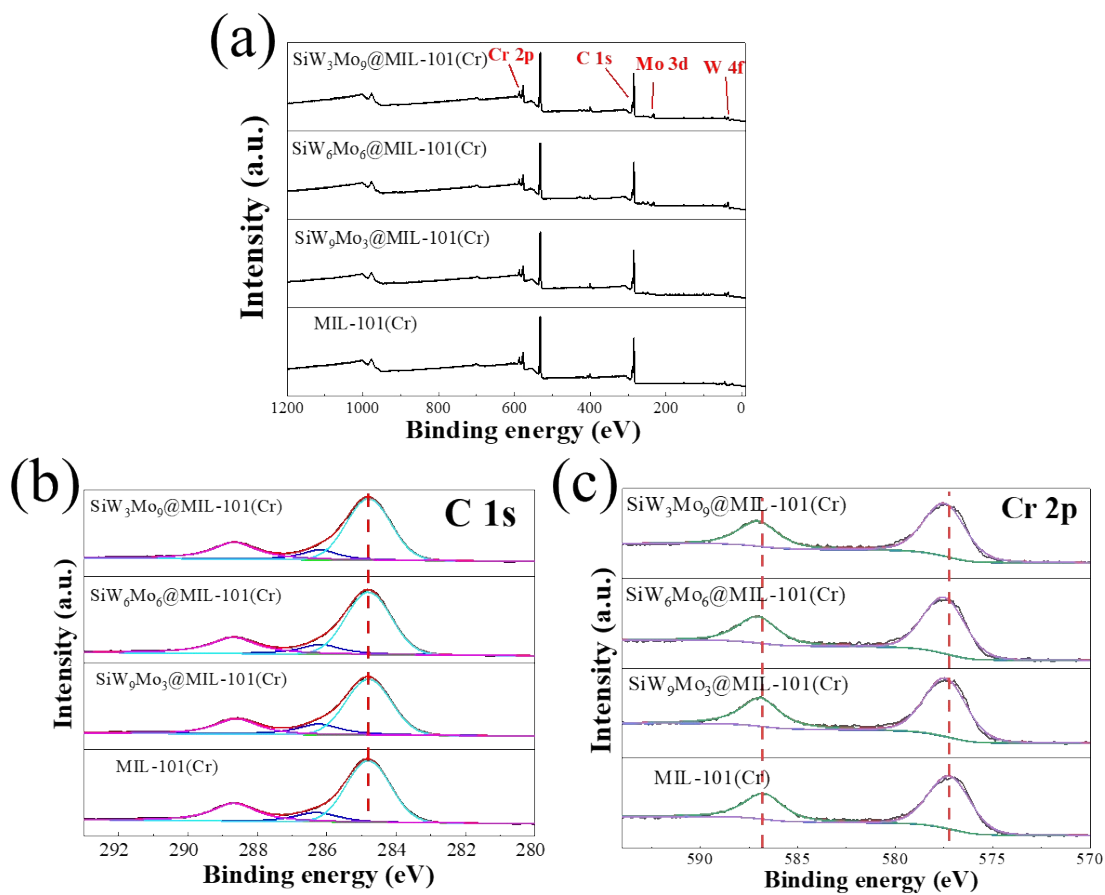 (a)
SiW₃Mo₉@MIL-101(Cr)
Cr 2p
C 1s
Mo 3d
W 4f
SiW₆Mo₆@MIL-101(Cr)
SiW₉Mo₃@MIL-101(Cr)
MIL-101(Cr)
Intensity (a.u.)
1200 1000 800 600 400 200 0
Binding energy (eV)
(b)
SiW₃Mo₉@MIL-101(Cr)
C 1s
SiW₆Mo₆@MIL-101(Cr)
SiW₉Mo₃@MIL-101(Cr)
MIL-101(Cr)
Intensity (a.u.)
292 290 288 286 284 282 280
Binding energy (eV)
(c)
SiW₃Mo₉@MIL-101(Cr)
Cr 2p
SiW₆Mo₆@MIL-101(Cr)
SiW₉Mo₃@MIL-101(Cr)
MIL-101(Cr)
Intensity (a.u.)
590 585 580 575 570
Binding energy (eV)